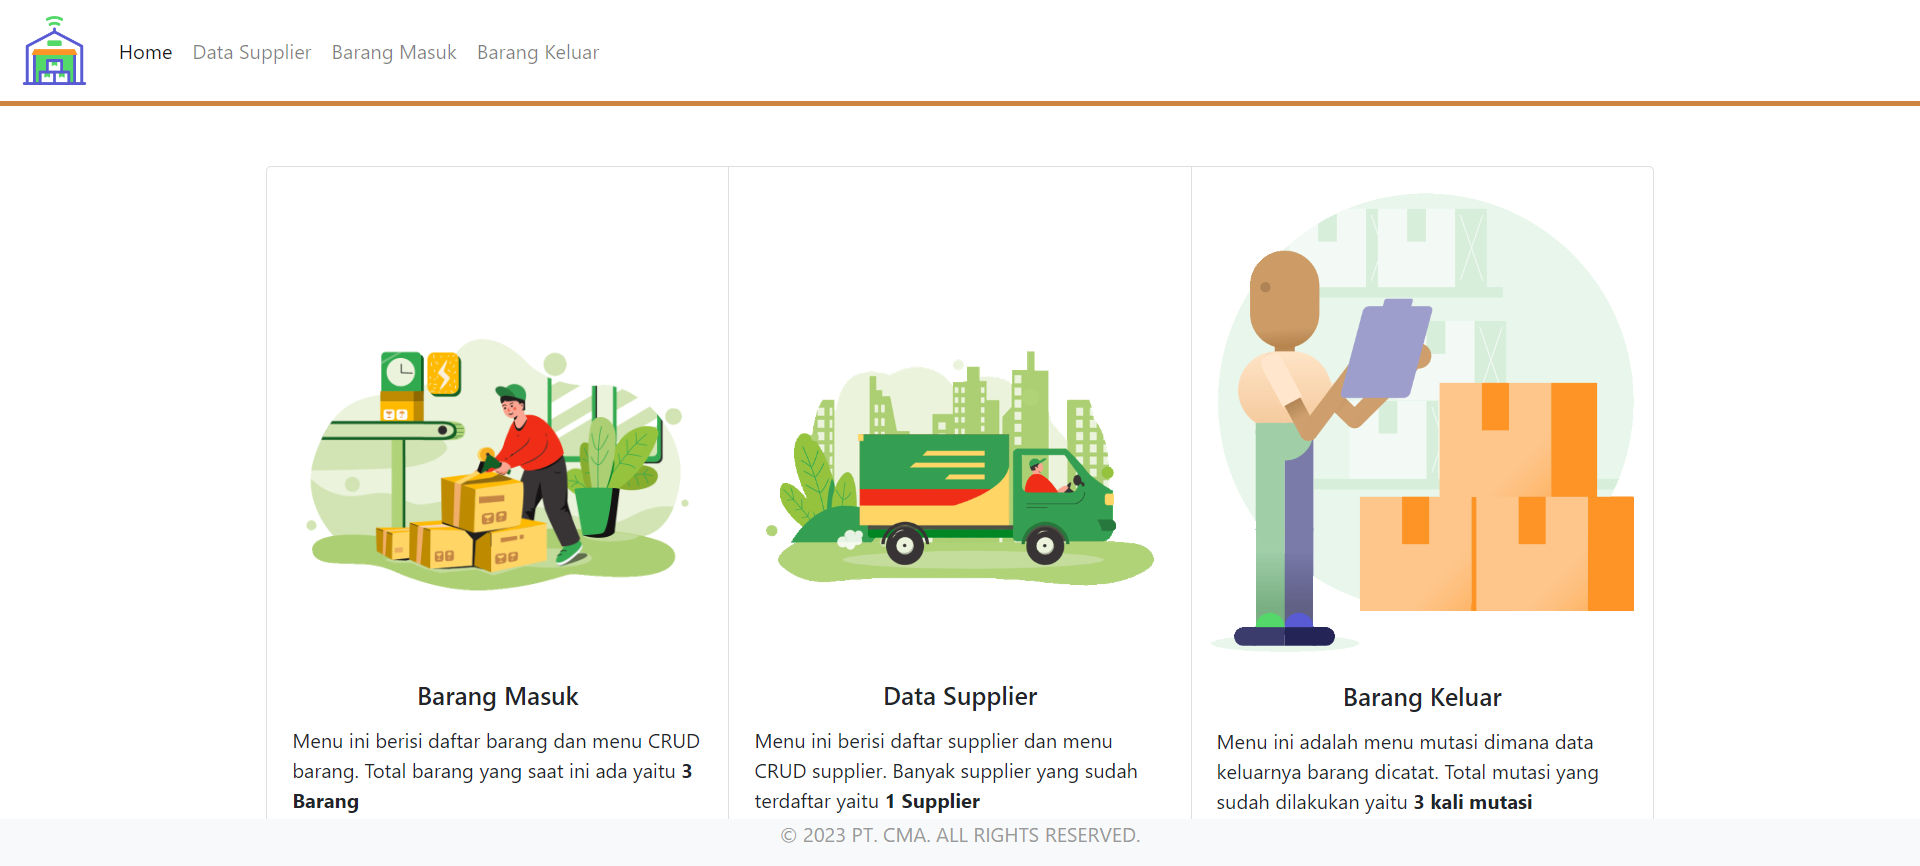 Home Data Supplier Barang Masuk Barang Keluar
Barang Masuk
Menu ini berisi daftar barang dan menu CRUD
barang. Total barang yang saat ini ada yaitu 3
Barang
Data Supplier
Menu ini berisi daftar supplier dan menu
CRUD supplier. Banyak supplier yang sudah
terdaftar yaitu 1 Supplier
Barang Keluar
Menu ini adalah menu mutasi dimana data
keluarnya barang dicatat. Total mutasi yang
sudah dilakukan yaitu 3 kali mutasi
© 2023 PT. CMA. ALL RIGHTS RESERVED.